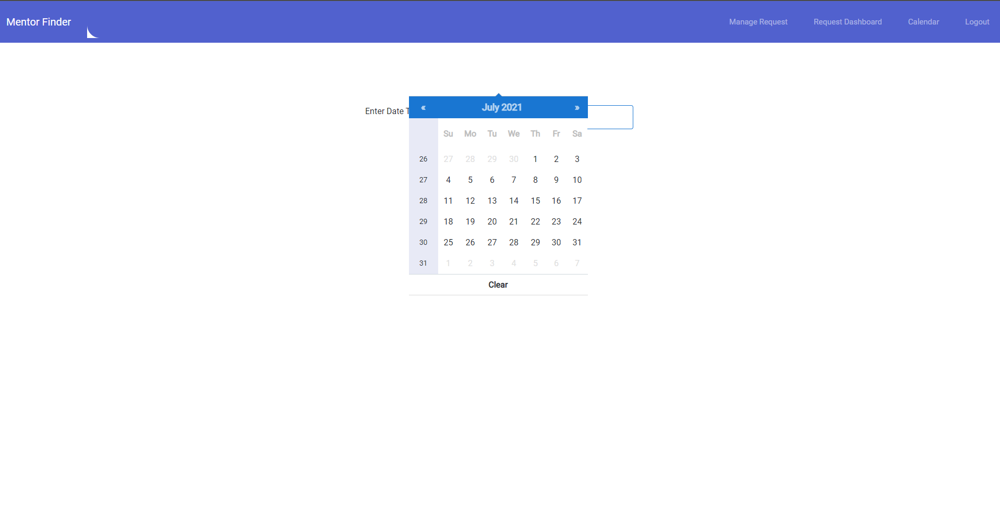 Mentor Finder Manage Request Request Dashboard Calendar Logout
Enter Date
« July 2021 »
Su Mo Tu We Th Fr Sa
26 27 28 29 30 1 2 3
27 4 5 6 7 8 9 10
28 11 12 13 14 15 16 17
29 18 19 20 21 22 23 24
30 25 26 27 28 29 30 31
31 1 2 3 4 5 6 7
Clear